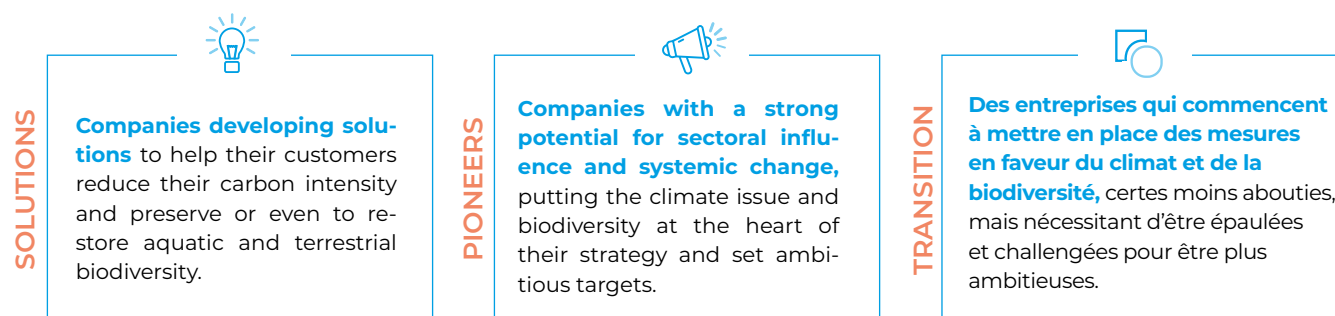 SOLUTIONS
Companies developing solu-
tions to help their customers
reduce their carbon intensity
and preserve or even to re-
store aquatic and terrestrial
biodiversity.
PIONEERS
Companies with a strong
potential for sectoral influ-
ence and systemic change,
putting the climate issue and
biodiversity at the heart of
their strategy and set ambi-
tious targets.
TRANSITION
Des entreprises qui commencent
à mettre en place des mesures
en faveur du climat et de la
biodiversité, certes moins abouties,
mais nécessitant d’être épaulées
et challengées pour être plus
ambitieuses.